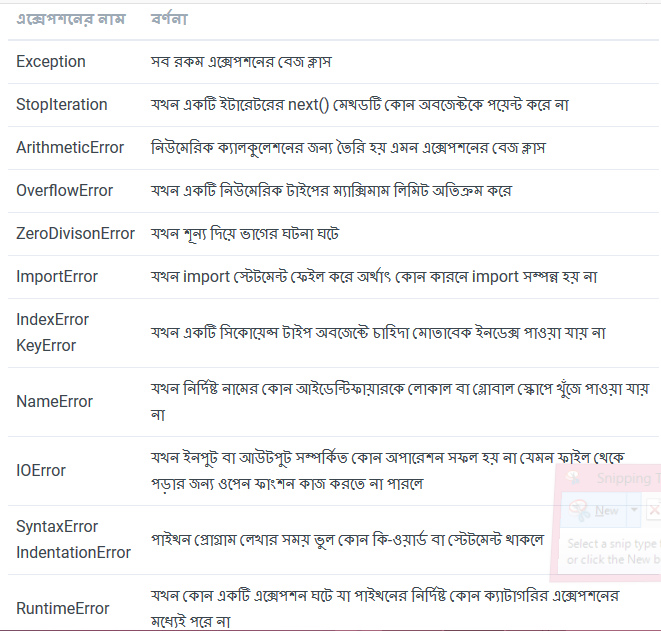 এক্সেপশনের নাম বর্ণনা
Exception সব রকম এক্সেপশনের বেজ ক্লাস
StopIteration যখন একটি ইটারেটরের next() মেথডটি কোন অবজেক্টকে পয়েন্ট করে না
ArithmeticError নিউমেরিক ক্যালকুলেশনের জন্য তৈরি হয় এমন এক্সেপশনের বেজ ক্লাস
OverflowError যখন একটি নিউমেরিক টাইপের ম্যাক্সিমাম লিমিট অতিক্রম করে
ZeroDivisonError যখন শূন্য দিয়ে ভাগের ঘটনা ঘটে
ImportError যখন import স্টেটমেন্ট ফেইল করে অর্থাৎ কোন কারনে import সম্পন্ন হয় না
IndexError
KeyError
যখন একটি সিকোয়েন্স টাইপ অবজেক্টে চাহিদা মোতাবেক ইনডেক্স পাওয়া যায় না
NameError
যখন নির্দিষ্ট নামের কোন আইডেন্টিফায়ারকে লোকাল বা গ্লোবাল স্কোপে খুঁজে পাওয়া যায়
না
IOError
যখন ইনপুট বা আউটপুট সম্পর্কিত কোন অপারেশন সফল হয় না যেমন ফাইল থেকে
পড়ার জন্য ওপেন ফাংশন কাজ করতে না পারলে
SyntaxError
IndentationError
পাইথন প্রোগ্রাম লেখার সময় ভুল কোন কি-ওয়ার্ড বা স্টেটমেন্ট থাকলে
RuntimeError
যখন কোন একটি এক্সেপশন ঘটে যা পাইথনের নির্দিষ্ট কোন ক্যাটাগরির এক্সেপশনের
মধ্যেই পরে না
Snipping T
New
Select a snip type
or click the New b